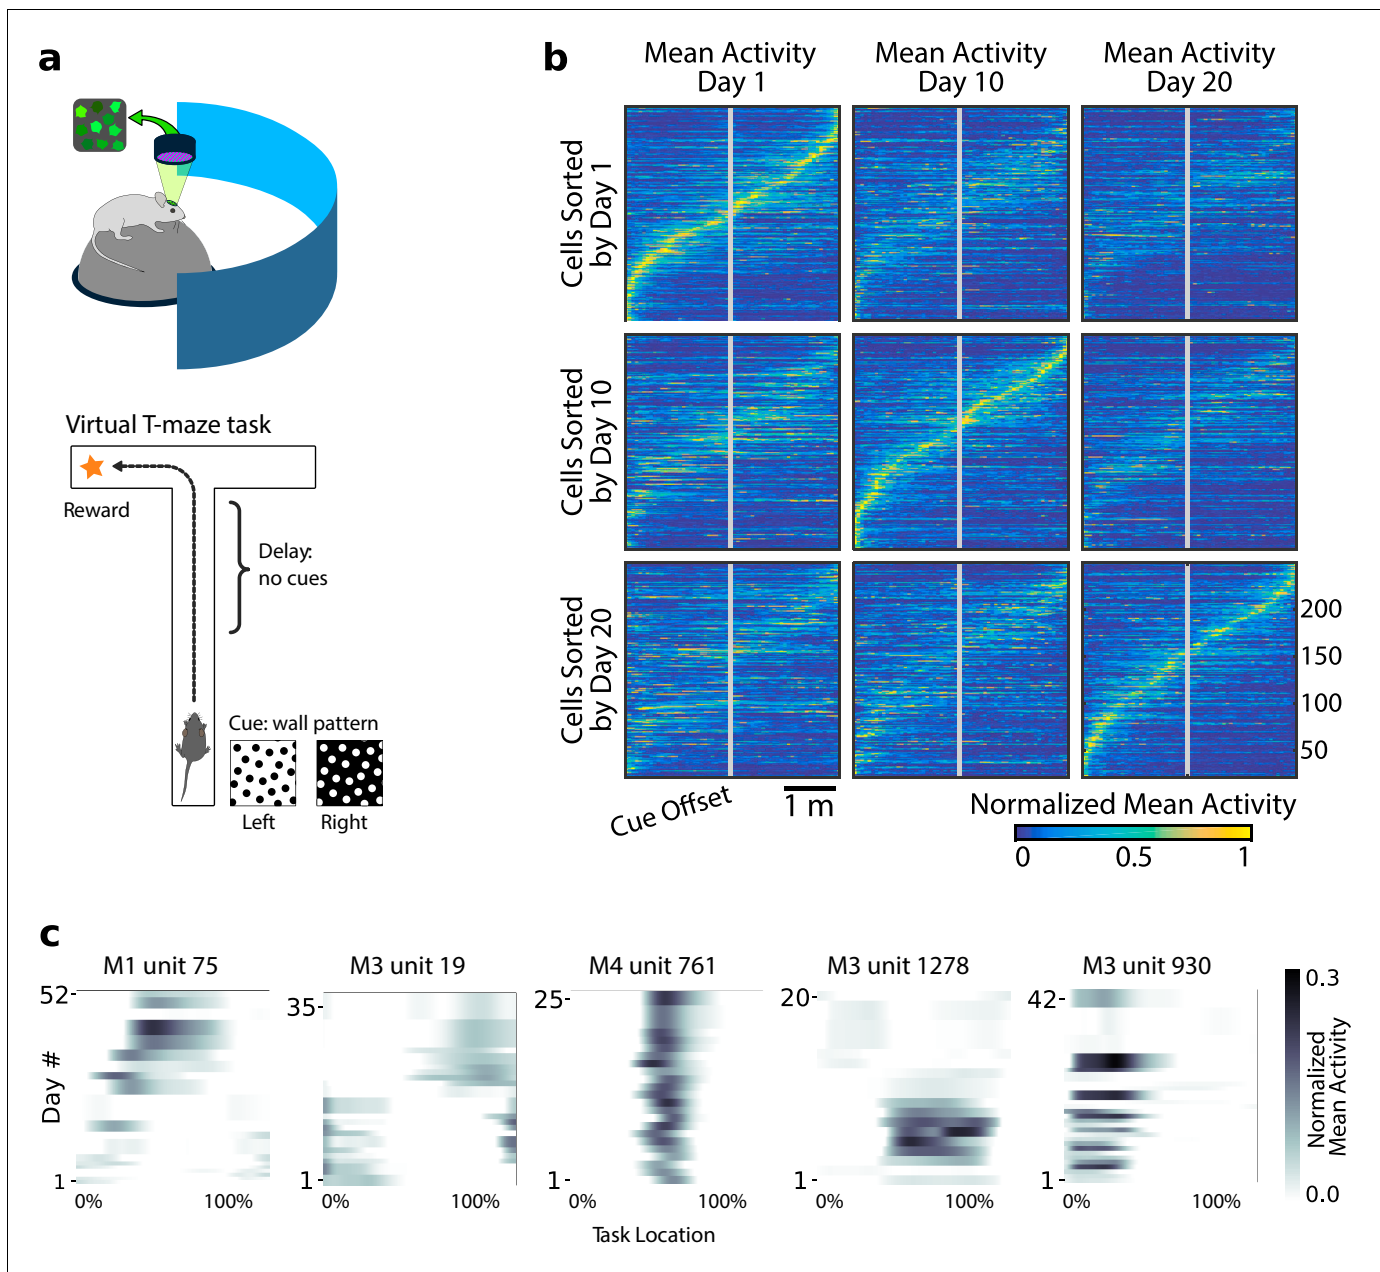 a
Virtual T-maze task
Reward
Delay:
no cues
Cue: wall pattern
Left
Right
b
Mean Activity
Day 1
Mean Activity
Day 10
Mean Activity
Day 20
Cells Sorted
by Day 1
Cells Sorted
by Day 10
Cells Sorted
by Day 20
200
150
100
50
Cue Offset
1 m
Normalized Mean Activity
0
0.5
1
c
M1 unit 75
M3 unit 19
M4 unit 761
M3 unit 1278
M3 unit 930
Day #
52
1
35
1
25
1
20
1
42
1
0%
100%
0%
100%
0%
100%
0%
100%
0%
100%
Task Location
0.3
0.0
Normalized
Mean Activity